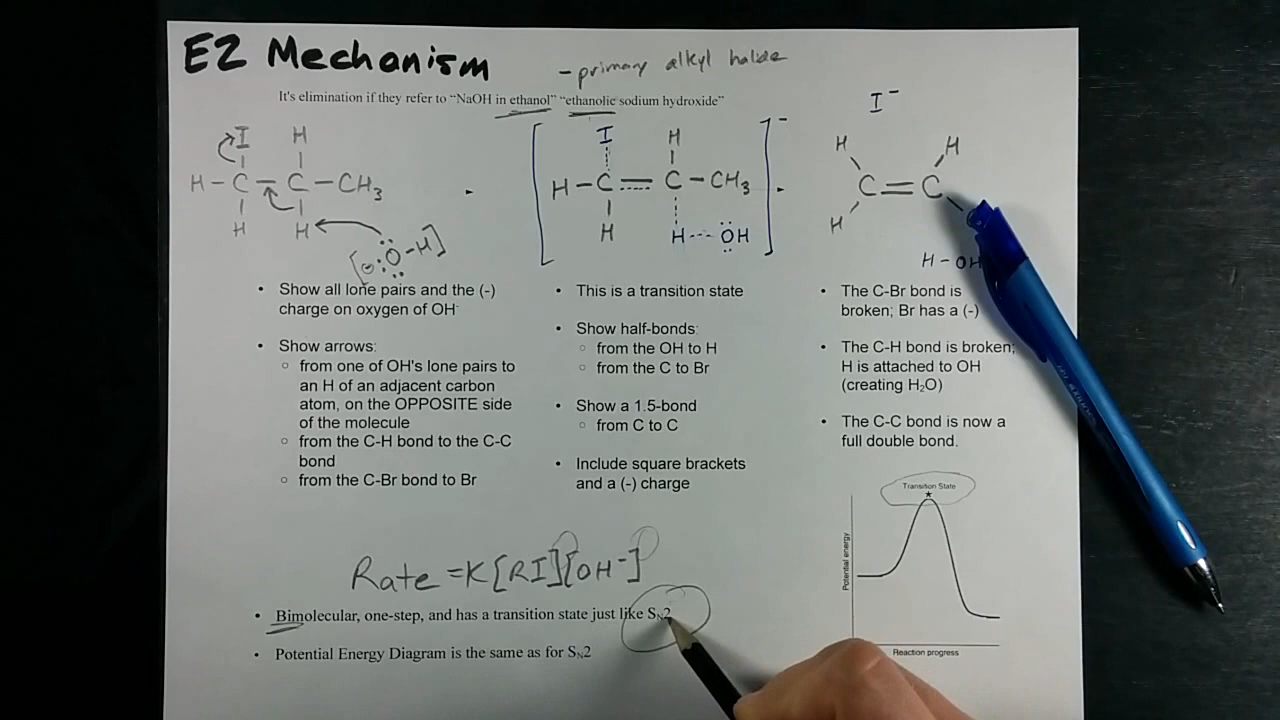 E2 Mechanism
- primary alkyl halide
It's elimination if they refer to "NaOH in ethanol" "ethanolic sodium hydroxide"
I H
H-C-C-CH3
H H
[⊖:O-H]
[I H]-
H-C=C-CH3
H H---OH
I-
H H
C=C
H
H-OH
• Show all lone pairs and the (-)
charge on oxygen of OH-
• Show arrows:
○ from one of OH's lone pairs to
an H of an adjacent carbon
atom, on the OPPOSITE side
of the molecule
○ from the C-H bond to the C-C
bond
○ from the C-Br bond to Br
• This is a transition state
• Show half-bonds:
○ from the OH to H
○ from the C to Br
• Show a 1.5-bond
○ from C to C
• Include square brackets
and a (-) charge
• The C-Br bond is
broken; Br has a (-)
• The C-H bond is broken;
H is attached to OH
(creating H2O)
• The C-C bond is now a
full double bond.
Transition State
Potential energy
Reaction progress
Rate = K[RI][OH-]
• Bimolecular, one-step, and has a transition state just like SN2
• Potential Energy Diagram is the same as for SN2